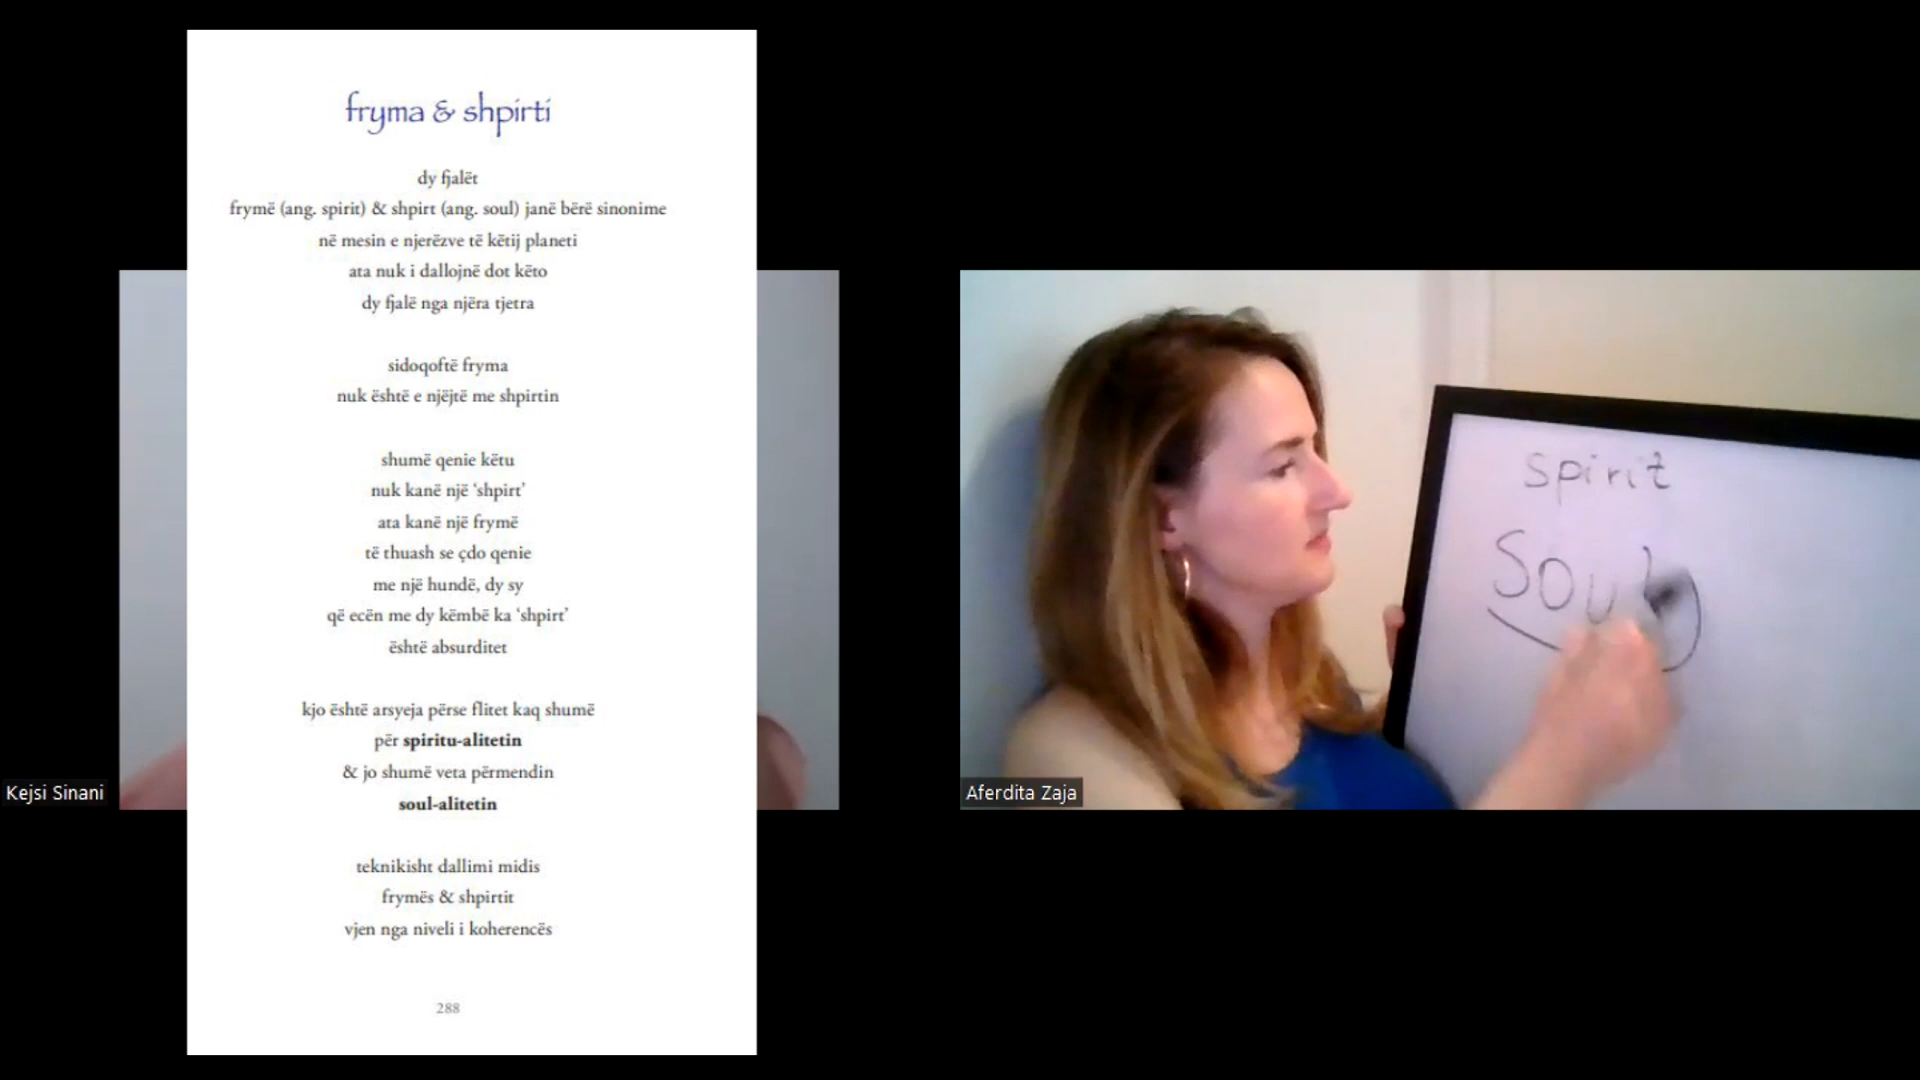 fryma & shpirti
dy fjalët
frymë (ang. spirit) & shpirt (ang. soul) janë bërë sinonime
në mesin e njerëzve të këtij planeti
ata nuk i dallojnë dot këto
dy fjalë nga njëra tjetra
sidoqoftë fryma
nuk është e njëjtë me shpirtin
shumë qenie këtu
nuk kanë një ‘shpirt’
ata kanë një frymë
të thuash se çdo qenie
me një hundë, dy sy
që ecën me dy këmbë ka ‘shpirt’
është absurditet
kjo është arsyeja përse flitet kaq shumë
për spiritu-alitetin
& jo shumë veta përmendin
soul-alitetin
teknikisht dallimi midis
frymës & shpirtit
vjen nga niveli i koherencës
288
Kejsi Sinani
spirit
Soul
Aferdita Zaja